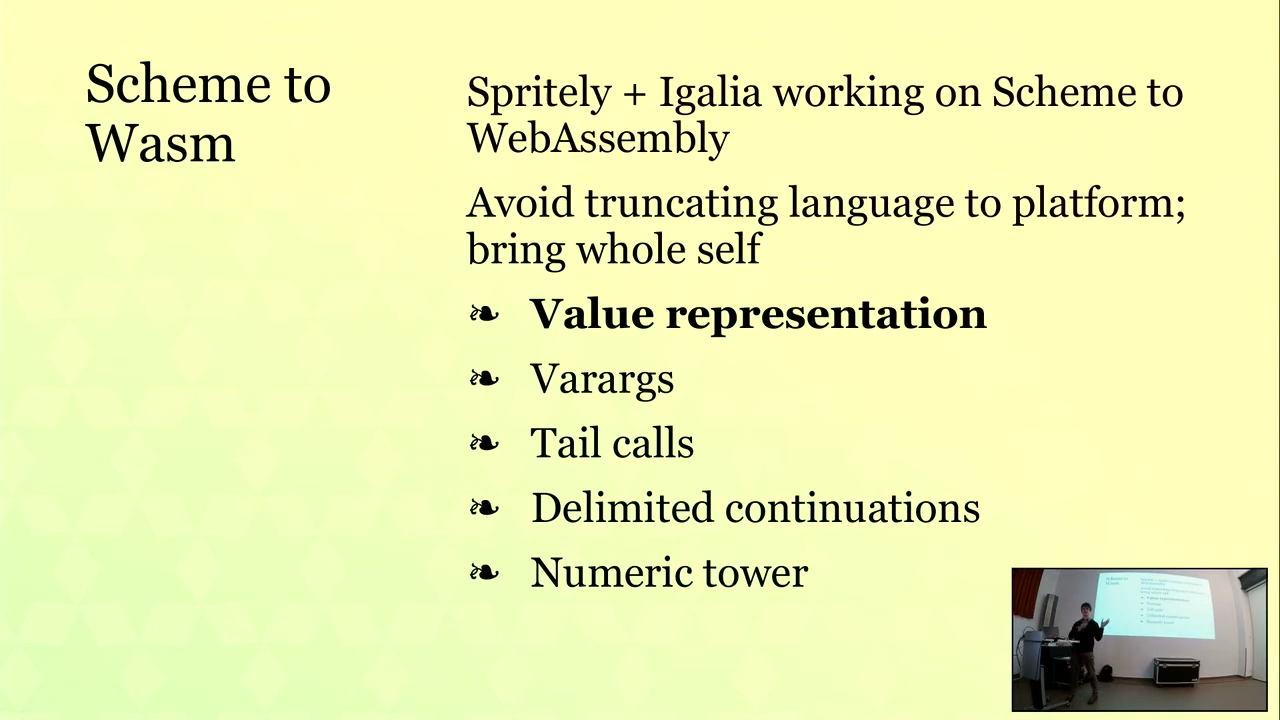 Scheme to
Wasm
Spritely + Igalia working on Scheme to
WebAssembly
Avoid truncating language to platform;
bring whole self
❧ Value representation
❧ Varargs
❧ Tail calls
❧ Delimited continuations
❧ Numeric tower